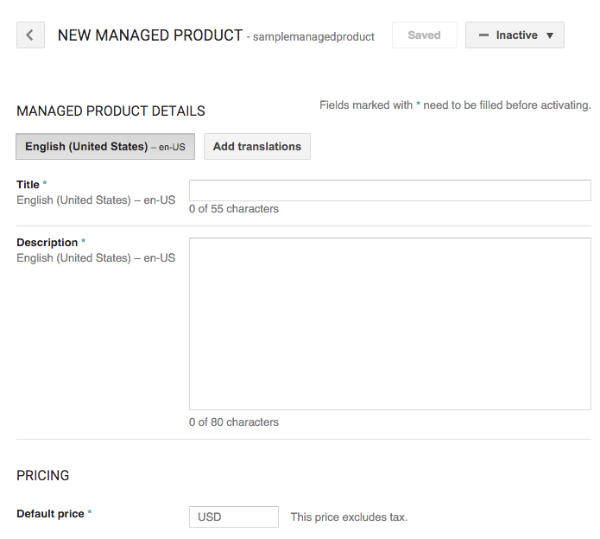 NEW MANAGED PRODUCT - samplemanagedproduct Saved Inactive
MANAGED PRODUCT DETAILS Fields marked with * need to be filled before activating.
English (United States) – en-US Add translations
Title *
English (United States) – en-US
0 of 55 characters
Description *
English (United States) – en-US
0 of 80 characters
PRICING
Default price * USD This price excludes tax.